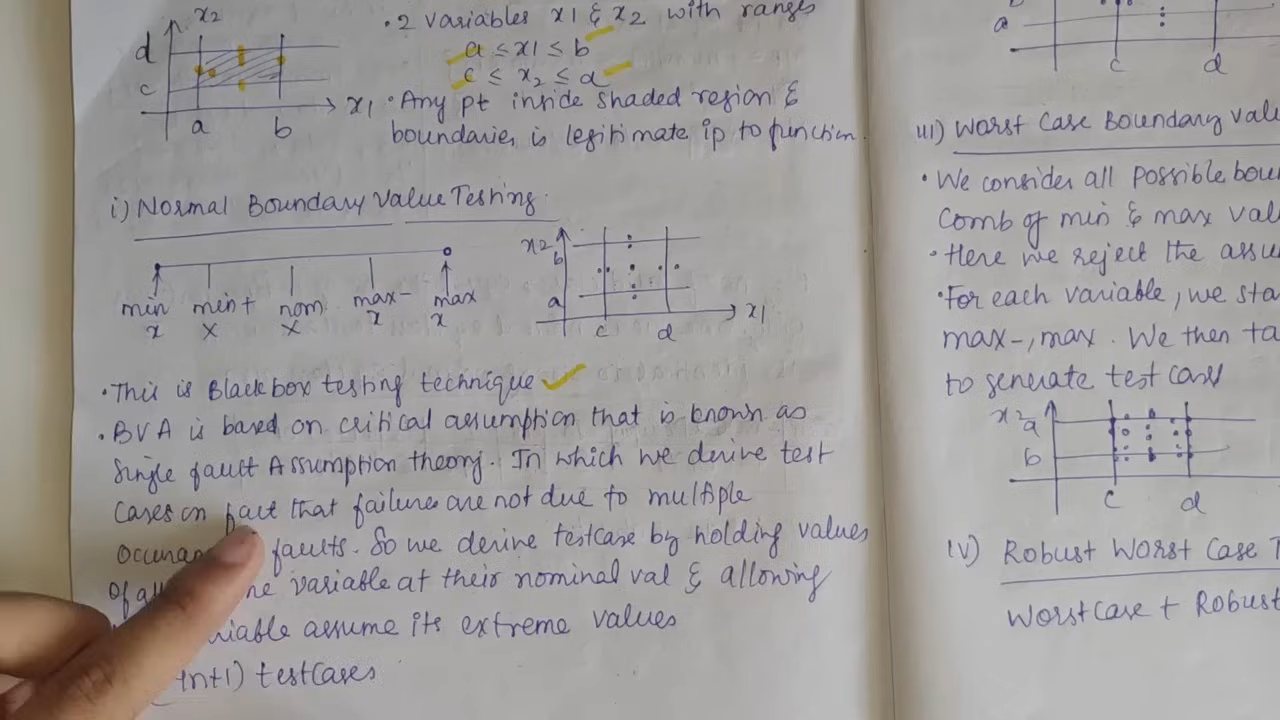 x2
d
c
a
b
x1
• 2 variables x1 & x2 with range
a ≤ x1 ≤ b
c ≤ x2 ≤ d
• Any pt inside shaded region &
boundaries is legitimate ip to function.
i) Normal Boundary Value Testing
min
min+
nom
max-
max
x
x
x
x
x
x2
b
a
c
d
x1
• This is Blackbox testing technique
• BVA is based on critical assumption that is known as
Single fault Assumption theory. In which we derive test
cases on fact that failures are not due to multiple
faults. So we derive testcase by holding values
variable at their nominal val & allowing
assume its extreme values
testcases
a
c
d
III) Worst Case Boundary
• We consider all possible
Comb of min & max
• Here we reject the
• For each variable, we
max-, max. We then
to generate test cases
x2
a
b
c
d
IV) Robust Worst Case
Worst Case + Robust